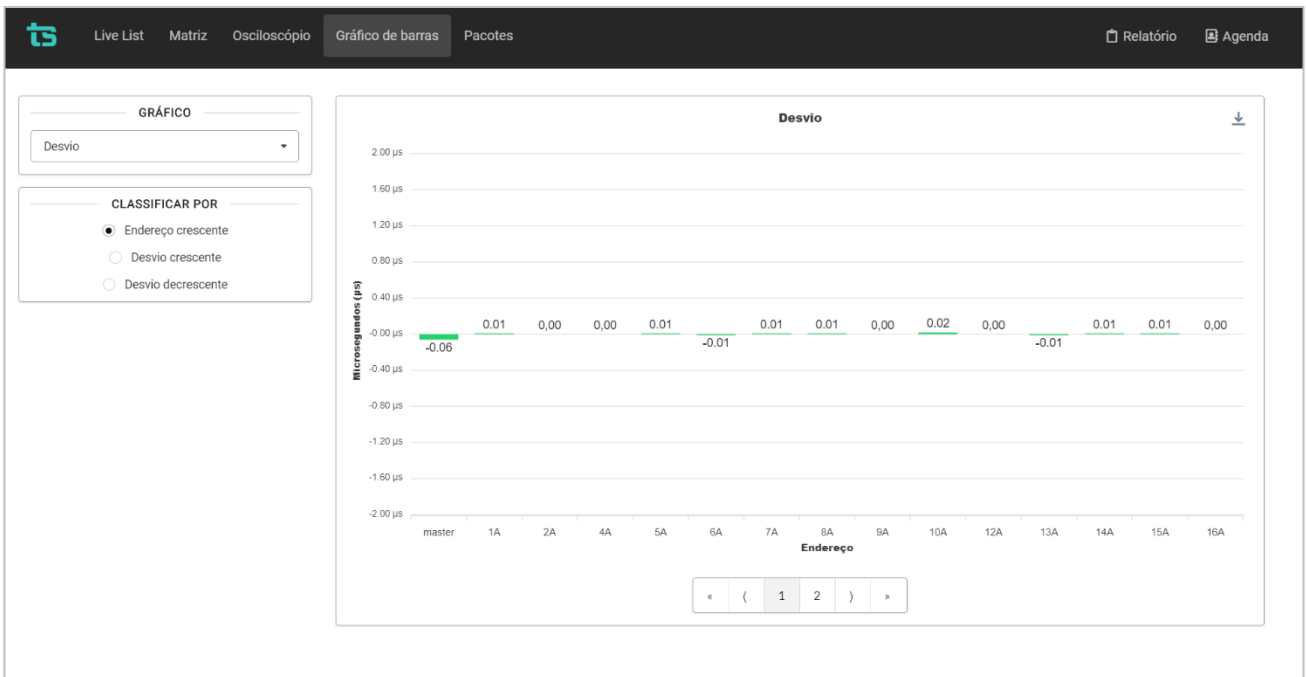 ts Live List Matriz Osciloscópio Gráfico de barras Pacotes Relatório Agenda
GRÁFICO
Desvio
CLASSIFICAR POR
Endereço crescente
Desvio crescente
Desvio decrescente
Desvio
Microsegundos (µs)
2.00 µs
1.60 µs
1.20 µs
0.80 µs
0.40 µs
-0.00 µs
-0.40 µs
-0.80 µs
-1.20 µs
-1.60 µs
-2.00 µs
-0.06 0.01 0,00 0,00 0.01 -0.01 0.01 0.01 0,00 0.02 0,00 -0.01 0.01 0.01 0,00
master 1A 2A 4A 5A 6A 7A 8A 9A 10A 12A 13A 14A 15A 16A
Endereço
« ⟨ 1 2 ⟩ »